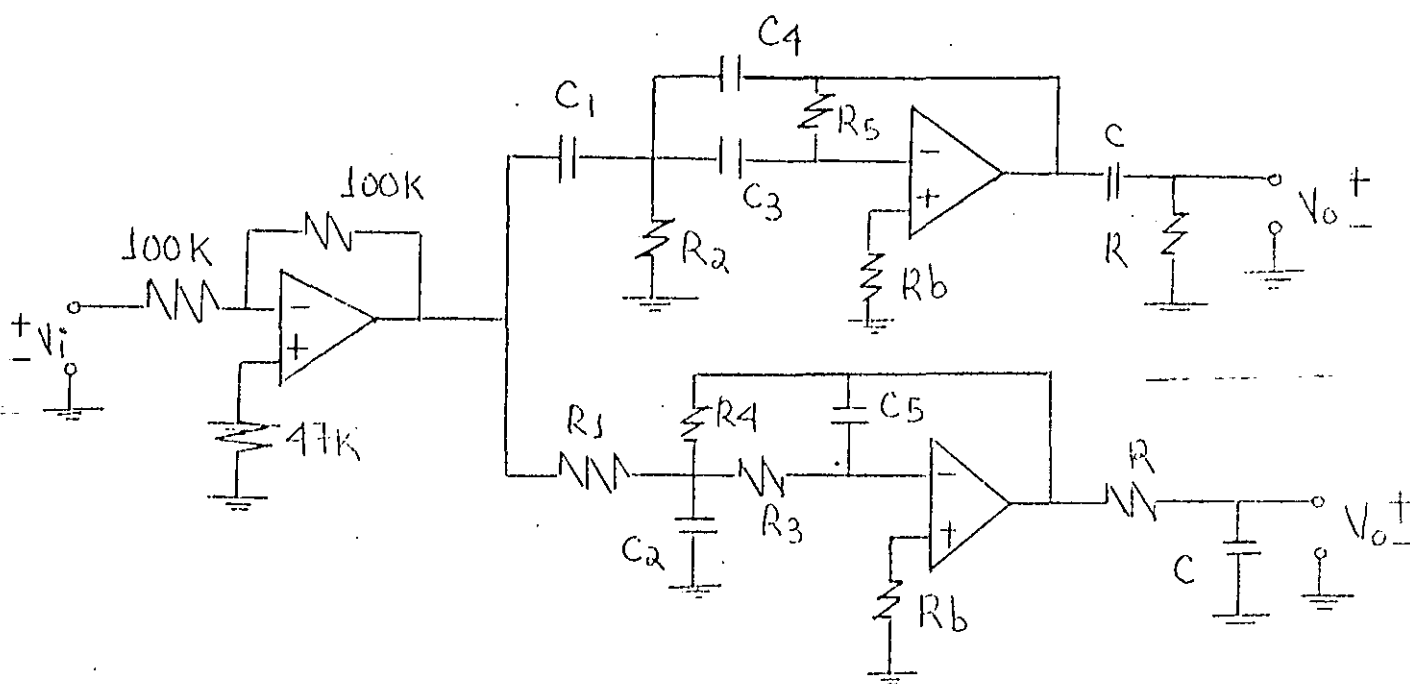 C4
C1
R5
C
C3
100K
Vo + -
100K
R2
R
Rb
+ - Vi
47K
R1
R4
C5
R
R3
Vo + -
C2
C
Rb